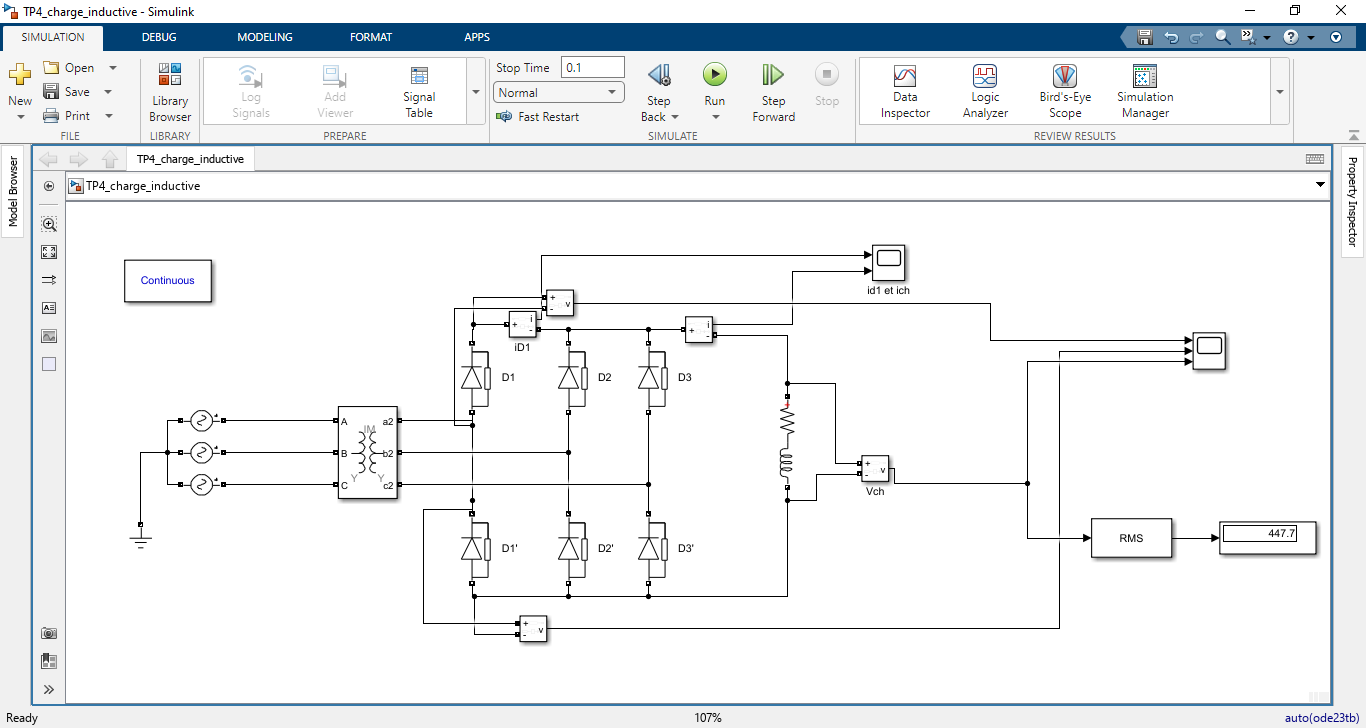 TP4_charge_inductive - Simulink
SIMULATION DEBUG MODELING FORMAT APPS
New
Open
Save
Print
FILE
Library Browser
LIBRARY
Log Signals
Add Viewer
Signal Table
PREPARE
Stop Time 0.1
Normal
Fast Restart
Step Back
Run
Step Forward
Stop
SIMULATE
Data Inspector
Logic Analyzer
Bird's-Eye Scope
Simulation Manager
REVIEW RESULTS
Model Browser
TP4_charge_inductive
TP4_charge_inductive
Property Inspector
Continuous
id1 et ich
+ - v
+ i -
iD1
+ i -
D1
D2
D3
A a2
B b2
C c2
IM
Y Y
+
+ - v
Vch
D1'
D2'
D3'
RMS
447.7
+ - v
Ready 107% auto(ode23tb)